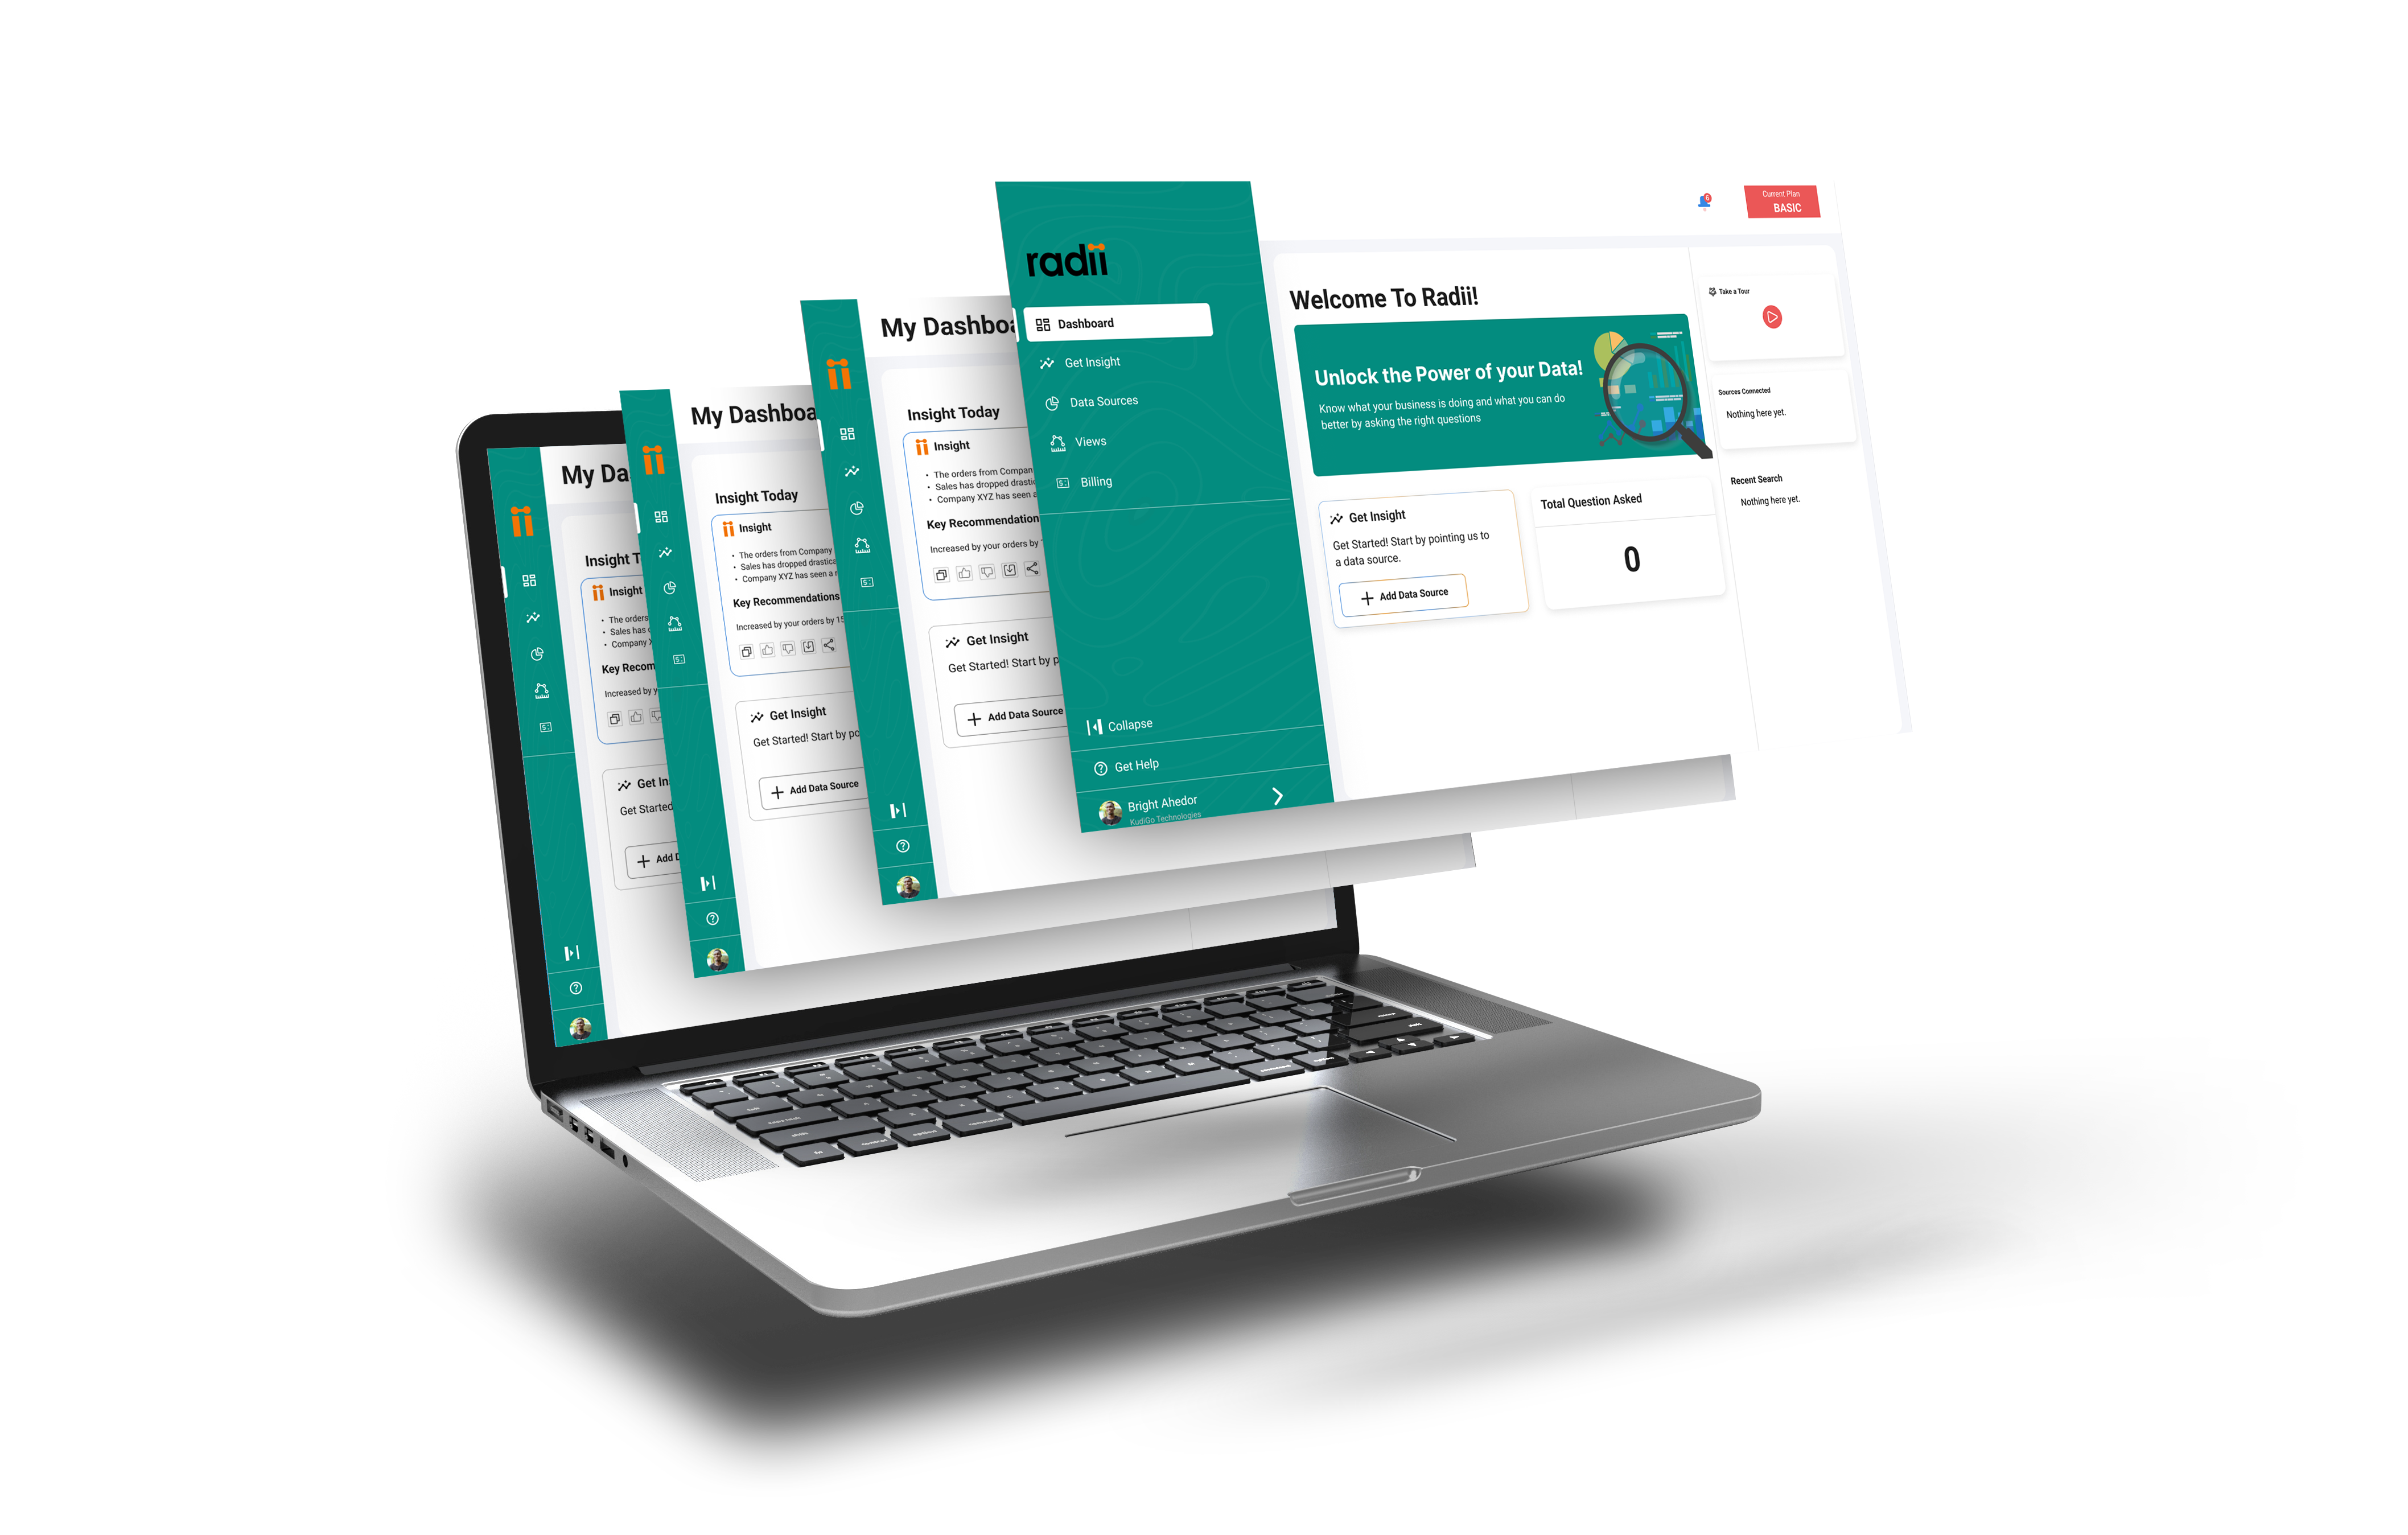 radii
Dashboard
Get Insight
Data Sources
Views
Billing
Collapse
Get Help
Bright Ahedor
KudiGo Technologies
0
Current Plan
BASIC
Welcome To Radii!
Unlock the Power of your Data!
Know what your business is doing and what you can do
better by asking the right questions
Get Insight
Get Started! Start by pointing us to
a data source.
Add Data Source
Total Question Asked
0
Take a Tour
Sources Connected
Nothing here yet.
Recent Search
Nothing here yet.
My Dashboa
Insight Today
Insight
• The orders from Compan
• Sales has dropped drastic
• Company XYZ has seen a
Key Recommendation
Increased by your orders by
Get Insight
Get Started! Start by p
Add Data Source
My Dashboa
Insight Today
Insight
• The orders from Company
• Sales has dropped drastica
• Company XYZ has seen a
Key Recommendations
Increased by your orders by 15
Get Insight
Get Started! Start by po
Add Data Source
My Da
Insight T
Insight
• The orders
• Sales has
• Company
Key Recom
Increased by y
Get In
Get Started
Add D